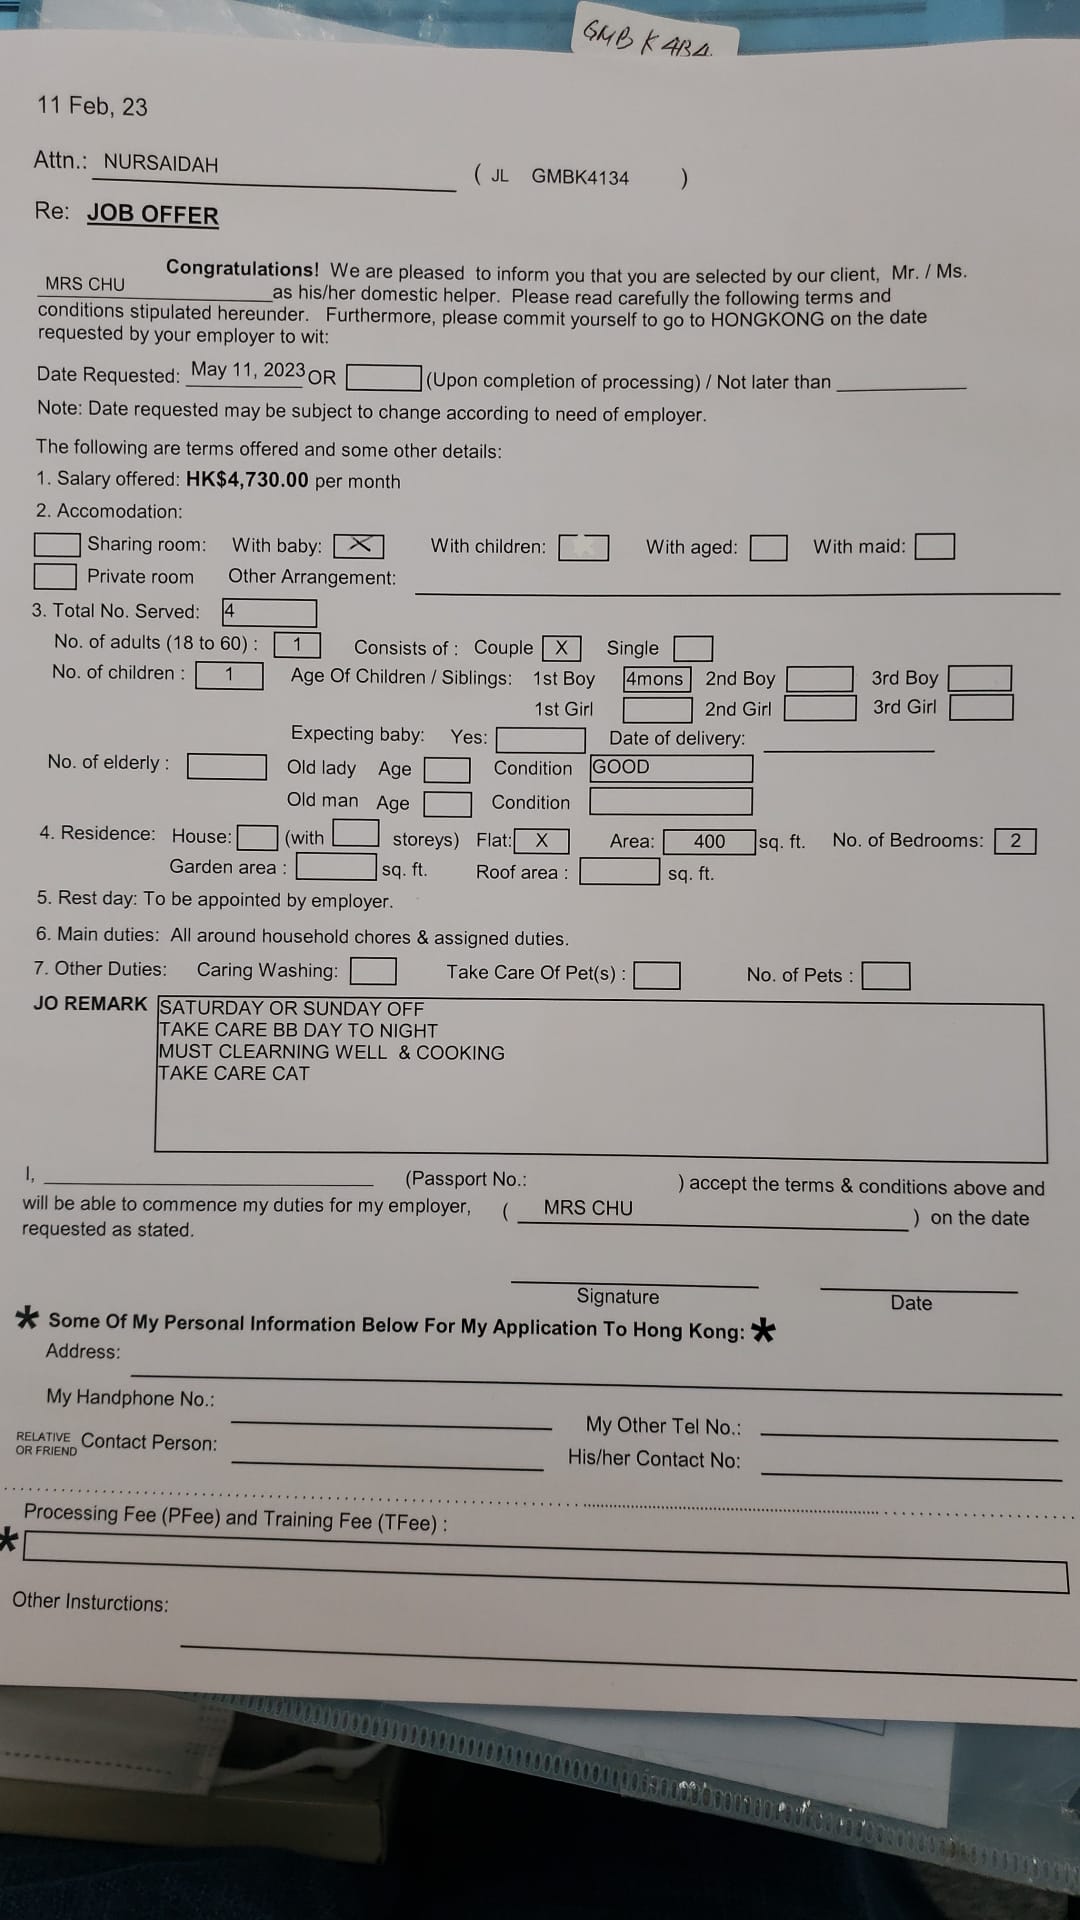 GMB K
11 Feb, 23
Attn.: NURSAIDAH ( JL GMBK4134 )
Re: JOB OFFER
Congratulations! We are pleased to inform you that you are selected by our client, Mr. / Ms.
MRS CHU as his/her domestic helper. Please read carefully the following terms and
conditions stipulated hereunder. Furthermore, please commit yourself to go to HONGKONG on the date
requested by your employer to wit:
Date Requested: May 11, 2023 OR (Upon completion of processing) / Not later than
Note: Date requested may be subject to change according to need of employer.
The following are terms offered and some other details:
1. Salary offered: HK$4,730.00 per month
2. Accomodation:
Sharing room: With baby: X With children: With aged: With maid:
Private room Other Arrangement:
3. Total No. Served: 4
No. of adults (18 to 60) : 1 Consists of : Couple X Single
No. of children : 1 Age Of Children / Siblings: 1st Boy 4mons 2nd Boy 3rd Boy
1st Girl 2nd Girl 3rd Girl
Expecting baby: Yes: Date of delivery:
No. of elderly : Old lady Age Condition GOOD
Old man Age Condition
4. Residence: House: (with storeys) Flat: X Area: 400 sq. ft. No. of Bedrooms: 2
Garden area : sq. ft. Roof area : sq. ft.
5. Rest day: To be appointed by employer.
6. Main duties: All around household chores & assigned duties.
7. Other Duties: Caring Washing: Take Care Of Pet(s) : No. of Pets :
JO REMARK SATURDAY OR SUNDAY OFF
TAKE CARE BB DAY TO NIGHT
MUST CLEARNING WELL & COOKING
TAKE CARE CAT
I, (Passport No.: ) accept the terms & conditions above and
will be able to commence my duties for my employer, ( MRS CHU ) on the date
requested as stated.
Signature Date
* Some Of My Personal Information Below For My Application To Hong Kong: *
Address:
My Handphone No.: My Other Tel No.:
RELATIVE OR FRIEND Contact Person: His/her Contact No:
Processing Fee (PFee) and Training Fee (TFee) :
*
Other Insturctions: